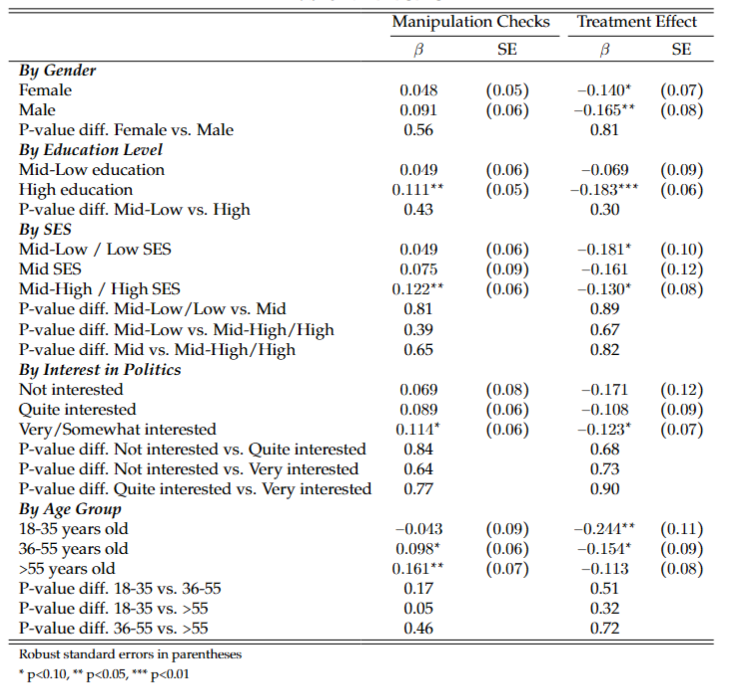 Manipulation Checks Treatment Effect
β SE β SE
By Gender
Female 0.048 (0.05) −0.140* (0.07)
Male 0.091 (0.06) −0.165** (0.08)
P-value diff. Female vs. Male 0.56 0.81
By Education Level
Mid-Low education 0.049 (0.06) −0.069 (0.09)
High education 0.111** (0.05) −0.183*** (0.06)
P-value diff. Mid-Low vs. High 0.43 0.30
By SES
Mid-Low / Low SES 0.049 (0.06) −0.181* (0.10)
Mid SES 0.075 (0.09) −0.161 (0.12)
Mid-High / High SES 0.122** (0.06) −0.130* (0.08)
P-value diff. Mid-Low/Low vs. Mid 0.81 0.89
P-value diff. Mid-Low vs. Mid-High/High 0.39 0.67
P-value diff. Mid vs. Mid-High/High 0.65 0.82
By Interest in Politics
Not interested 0.069 (0.08) −0.171 (0.12)
Quite interested 0.089 (0.06) −0.108 (0.09)
Very/Somewhat interested 0.114* (0.06) −0.123* (0.07)
P-value diff. Not interested vs. Quite interested 0.84 0.68
P-value diff. Not interested vs. Very interested 0.64 0.73
P-value diff. Quite interested vs. Very interested 0.77 0.90
By Age Group
18-35 years old −0.043 (0.09) −0.244** (0.11)
36-55 years old 0.098* (0.06) −0.154* (0.09)
>55 years old 0.161** (0.07) −0.113 (0.08)
P-value diff. 18-35 vs. 36-55 0.17 0.51
P-value diff. 18-35 vs. >55 0.05 0.32
P-value diff. 36-55 vs. >55 0.46 0.72
Robust standard errors in parentheses
* p<0.10, ** p<0.05, *** p<0.01